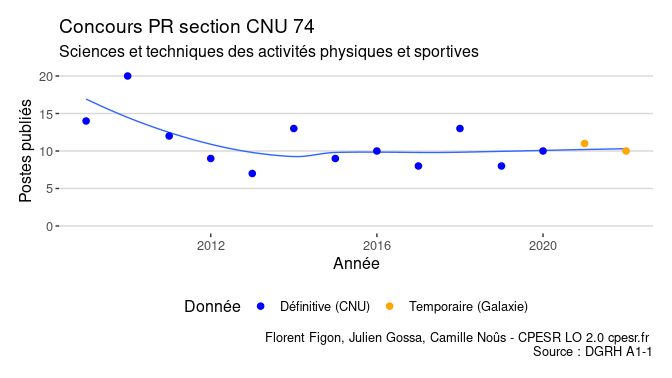 Concours PR section CNU 74
Sciences et techniques des activités physiques et sportives
Postes publiés
20
15
10
5
0
2012
2016
2020
Année
Donnée
Définitive (CNU)
Temporaire (Galaxie)
Florent Figon, Julien Gossa, Camille Noûs - CPESR LO 2.0 cpesr.fr
Source : DGRH A1-1